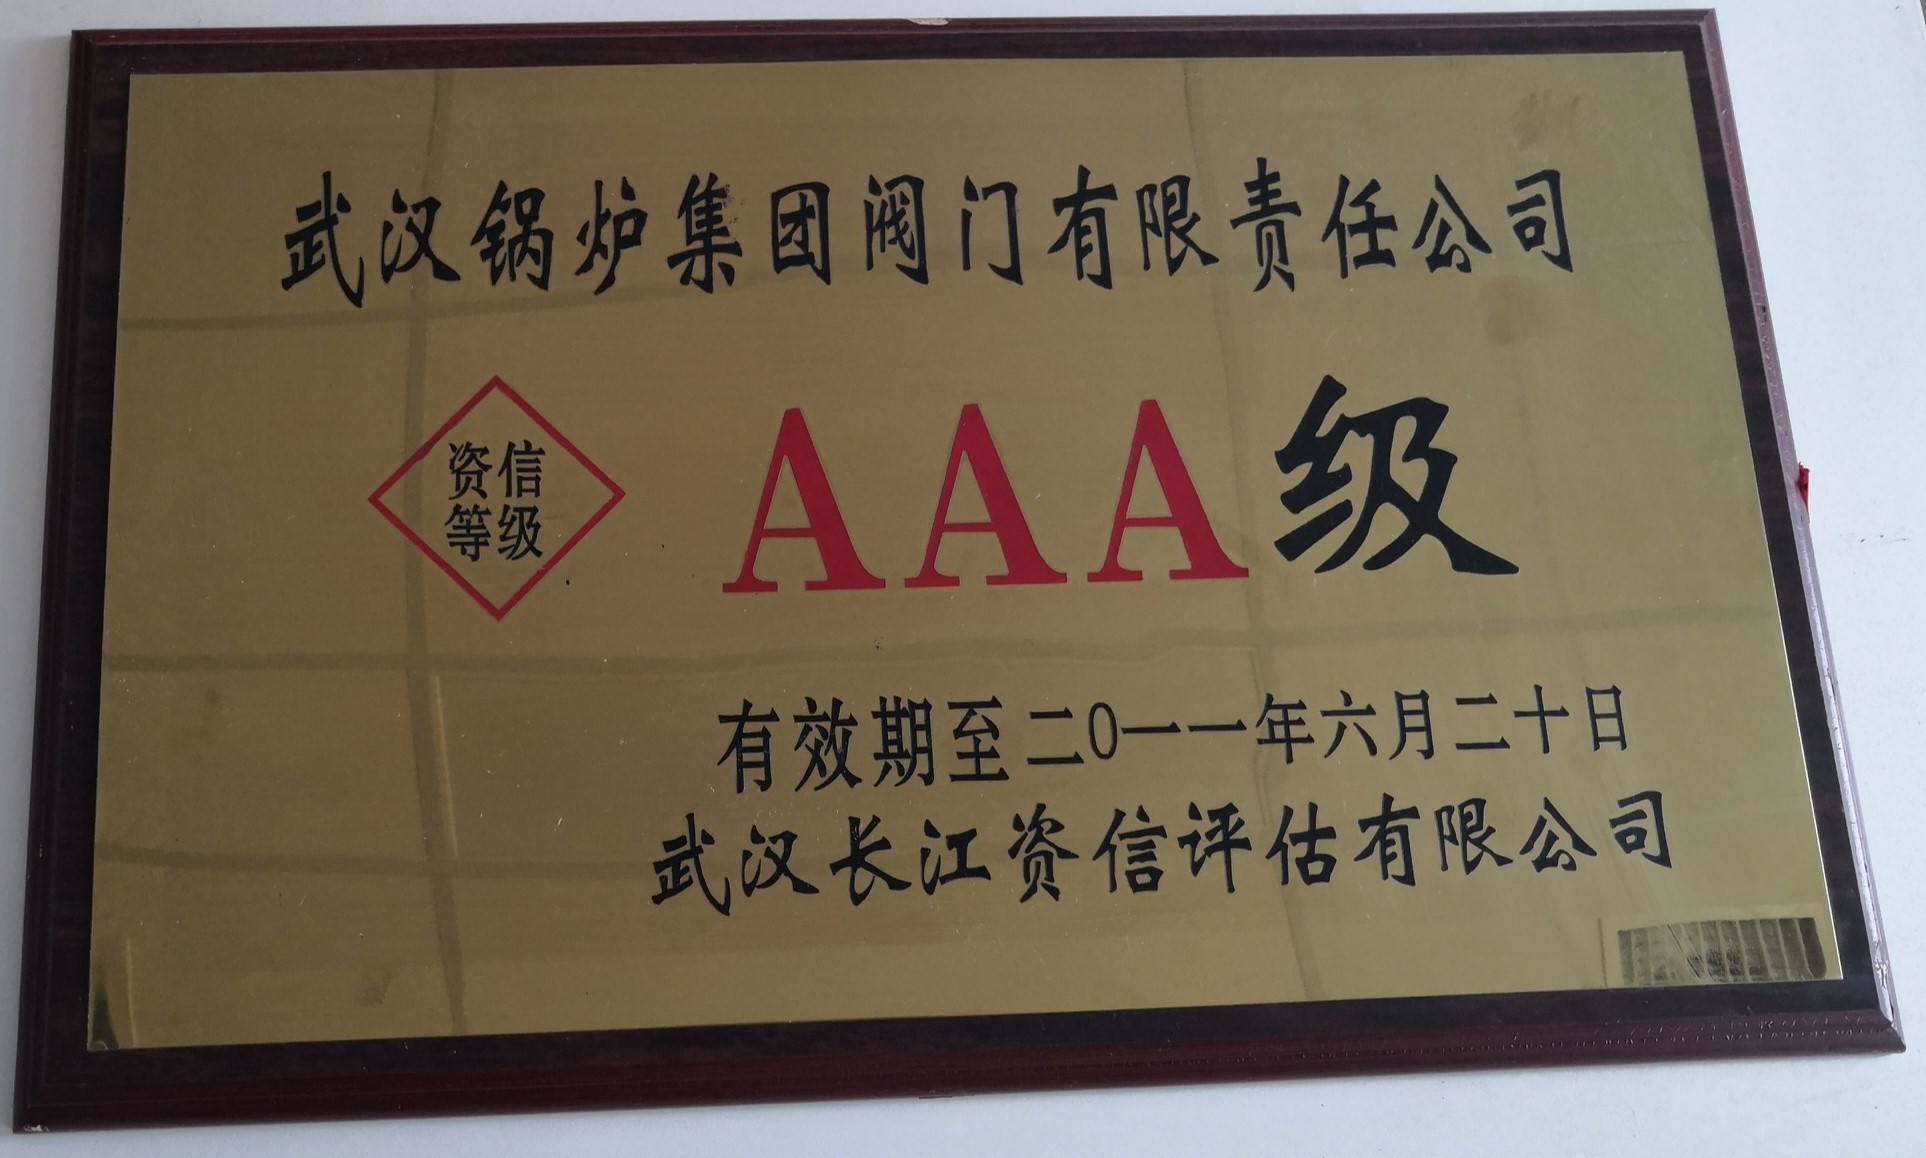 武汉锅炉集团阀门有限责任公司
资信
等级
AAA级
有效期至二0一一年六月二十日
武汉长江资信评估有限公司